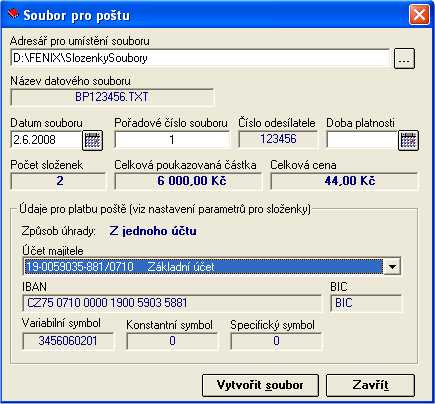 Soubor pro poštu
Adresář pro umístění souboru
D:\FENIX\SlozenkySoubory
...
Název datového souboru
BP123456.TXT
Datum souboru Pořadové číslo souboru Číslo odesílatele Doba platnosti
2.6.2008 1 123456
Počet složenek Celková poukazovaná částka Celková cena
2 6 000,00 Kč 44,00 Kč
Údaje pro platbu poště (viz nastavení parametrů pro složenky)
Způsob úhrady: Z jednoho účtu
Účet majitele
19-0059035-881/0710 Základní účet
IBAN BIC
CZ75 0710 0000 1900 5903 5881 BIC
Variabilní symbol Konstantní symbol Specifický symbol
3456060201 0 0
Vytvořit soubor Zavřít